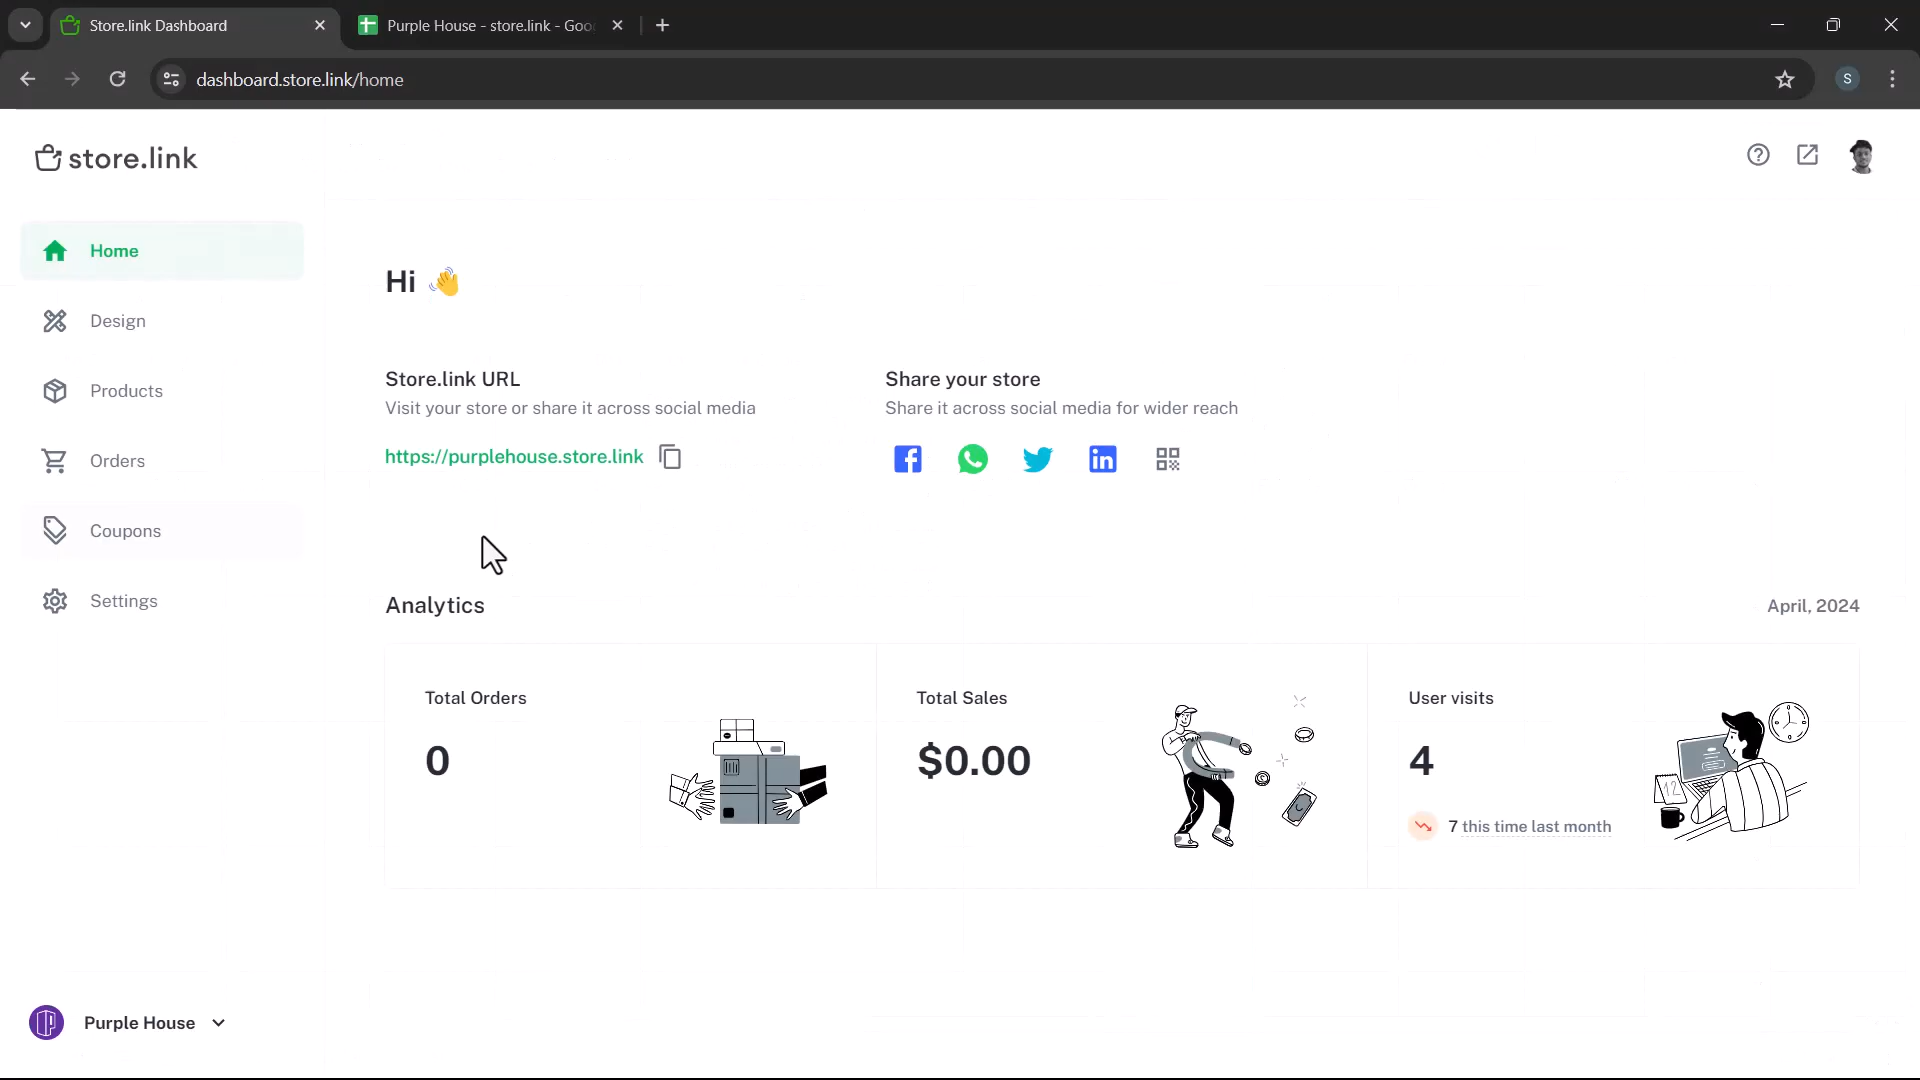 Store.link Dashboard
Purple House - store.link - Goo
dashboard.store.link/home
S
store.link
Home
Design
Products
Orders
Coupons
Settings
Purple House
Hi 👋
Store.link URL
Visit your store or share it across social media
https://purplehouse.store.link
Share your store
Share it across social media for wider reach
Analytics
April, 2024
Total Orders
0
Total Sales
$0.00
User visits
4
7 this time last month
12